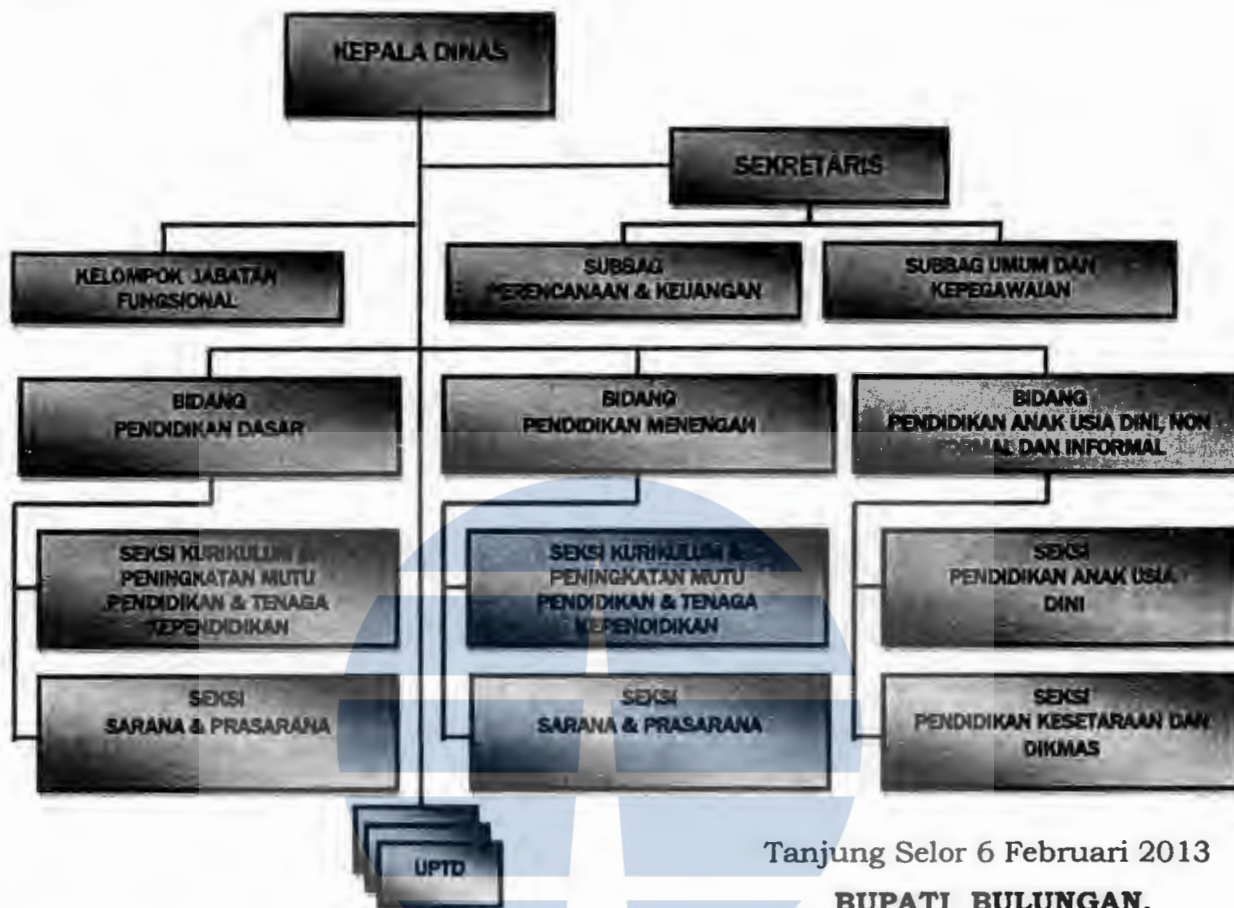 KEPALA DINAS
SEKRETARIS
KELOMPOK JABATAN
FUNGSIONAL
SUBBAG
PERENCANAAN & KEUANGAN
SUBBAG UMUM DAN
KEPEGAWAIAN
BIDANG
PENDIDIKAN DASAR
BIDANG
PENDIDIKAN MENENGAH
BIDANG
PENDIDIKAN ANAK USIA DINI, NON
DAN INFORMAL
SEKSI KURIKULUM &
PENINGKATAN MUTU
PENDIDIKAN & TENAGA
KEPENDIDIKAN
SEKSI KURIKULUM &
PENINGKATAN MUTU
PENDIDIKAN & TENAGA
KEPENDIDIKAN
SEKSI
PENDIDIKAN ANAK USIA
DINI
SEKSI
SARANA & PRASARANA
SEKSI
SARANA & PRASARANA
SEKSI
PENDIDIKAN KESETARAAN DAN
DIKMAS
UPTD
Tanjung Selor 6 Februari 2013
BUPATI BULUNGAN,